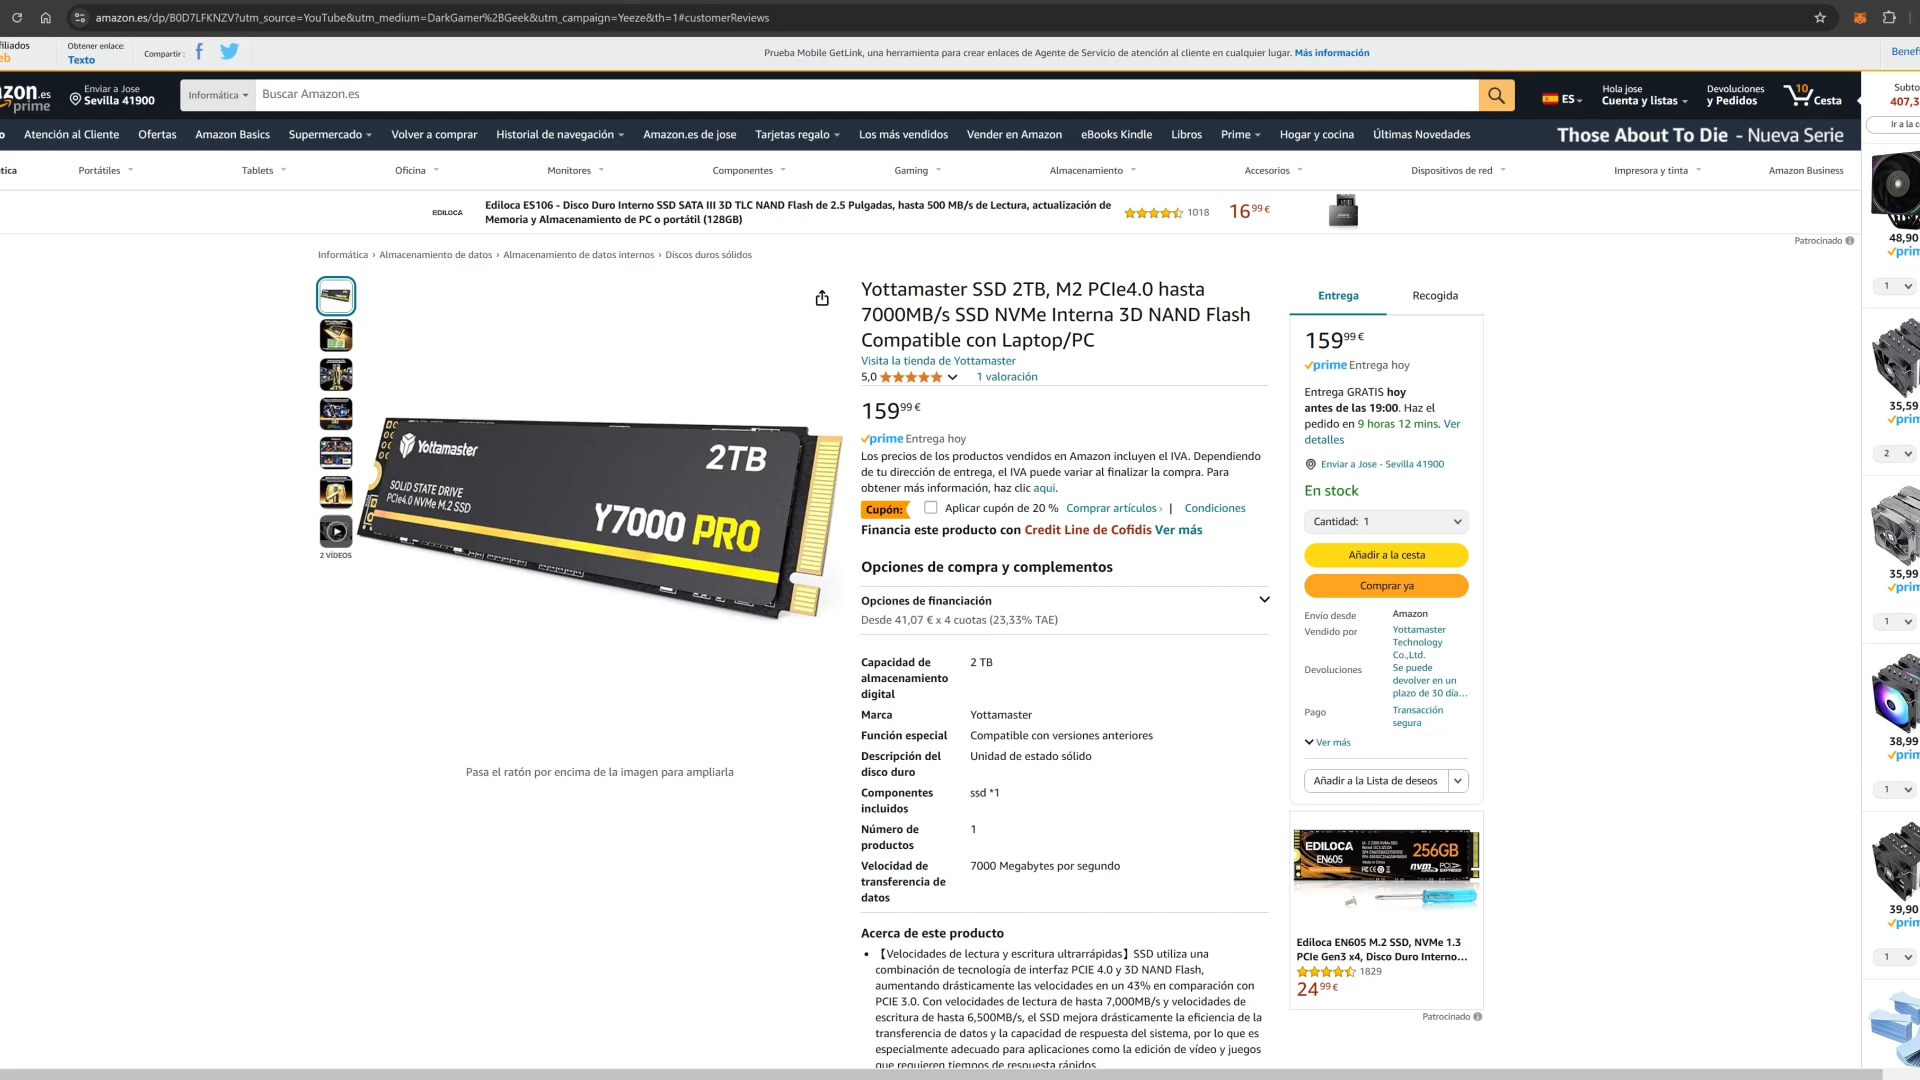 amazon.es/dp/B0D7LFKNZV?utm_source=YouTube&utm_medium=DarkGamer%2BGeek&utm_campaign=Yeeze&th=1#customerReviews
filiados
Obtener enlace:
Texto
Compartir :
Prueba Mobile GetLink, una herramienta para crear enlaces de Agente de Servicio de atención al cliente en cualquier lugar. Más información
Benefi
zon.es
prime
Enviar a Jose
Sevilla 41900
Informática
Buscar Amazon.es
ES
Hola jose
Cuenta y listas
Devoluciones
y Pedidos
10
Cesta
Subto
407,3
Ir a la c
o Atención al Cliente Ofertas Amazon Basics Supermercado Volver a comprar Historial de navegación Amazon.es de jose Tarjetas regalo Los más vendidos Vender en Amazon eBooks Kindle Libros Prime Hogar y cocina Últimas Novedades
Those About To Die - Nueva Serie
tica Portátiles Tablets Oficina Monitores Componentes Gaming Almacenamiento Accesorios Dispositivos de red Impresora y tinta Amazon Business
EDILOCA
Ediloca ES106 - Disco Duro Interno SSD SATA III 3D TLC NAND Flash de 2.5 Pulgadas, hasta 500 MB/s de Lectura, actualización de
Memoria y Almacenamiento de PC o portátil (128GB)
1018
16,99 €
Patrocinado
Informática › Almacenamiento de datos › Almacenamiento de datos internos › Discos duros sólidos
2 VÍDEOS
Yottamaster
2TB
SOLID STATE DRIVE
PCIe4.0 NVMe M.2 SSD
Y7000 PRO
Pasa el ratón por encima de la imagen para ampliarla
Yottamaster SSD 2TB, M2 PCIe4.0 hasta
7000MB/s SSD NVMe Interna 3D NAND Flash
Compatible con Laptop/PC
Visita la tienda de Yottamaster
5,0 1 valoración
159,99 €
prime Entrega hoy
Los precios de los productos vendidos en Amazon incluyen el IVA. Dependiendo
de tu dirección de entrega, el IVA puede variar al finalizar la compra. Para
obtener más información, haz clic aqui.
Cupón: Aplicar cupón de 20 % Comprar artículos › | Condiciones
Financia este producto con Credit Line de Cofidis Ver más
Opciones de compra y complementos
Opciones de financiación
Desde 41,07 € x 4 cuotas (23,33% TAE)
Capacidad de 2 TB
almacenamiento
digital
Marca Yottamaster
Función especial Compatible con versiones anteriores
Descripción del Unidad de estado sólido
disco duro
Componentes ssd *1
incluidos
Número de 1
productos
Velocidad de 7000 Megabytes por segundo
transferencia de
datos
Acerca de este producto
• 【Velocidades de lectura y escritura ultrarrápidas】SSD utiliza una
combinación de tecnología de interfaz PCIE 4.0 y 3D NAND Flash,
aumentando drásticamente las velocidades en un 43% en comparación con
PCIE 3.0. Con velocidades de lectura de hasta 7,000MB/s y velocidades de
escritura de hasta 6,500MB/s, el SSD mejora drásticamente la eficiencia de la
transferencia de datos y la capacidad de respuesta del sistema, por lo que es
especialmente adecuado para aplicaciones como la edición de vídeo y juegos
que requieren tiempos de respuesta rápidos.
Entrega Recogida
159,99 €
prime Entrega hoy
Entrega GRATIS hoy
antes de las 19:00. Haz el
pedido en 9 horas 12 mins. Ver
detalles
Enviar a Jose - Sevilla 41900
En stock
Cantidad: 1
Añadir a la cesta
Comprar ya
Envío desde Amazon
Vendido por Yottamaster
Technology
Co.,Ltd.
Devoluciones Se puede
devolver en un
plazo de 30 día...
Pago Transacción
segura
Ver más
Añadir a la Lista de deseos
EDILOCA
EN605
256GB
Ediloca EN605 M.2 SSD, NVMe 1.3
PCIe Gen3 x4, Disco Duro Interno...
1829
24,99 €
Patrocinado
48,90
prim
1
35,59
prim
2
35,99
prim
1
38,99
prim
1
39,90
prim
1